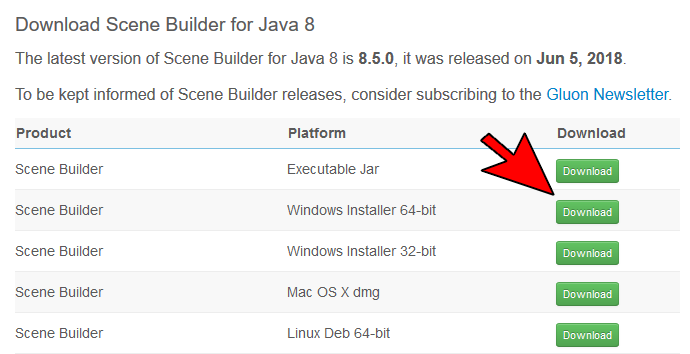 Download Scene Builder for Java 8
The latest version of Scene Builder for Java 8 is 8.5.0, it was released on Jun 5, 2018.
To be kept informed of Scene Builder releases, consider subscribing to the Gluon Newsletter.
Product Platform Download
Scene Builder Executable Jar Download
Scene Builder Windows Installer 64-bit Download
Scene Builder Windows Installer 32-bit Download
Scene Builder Mac OS X dmg Download
Scene Builder Linux Deb 64-bit Download